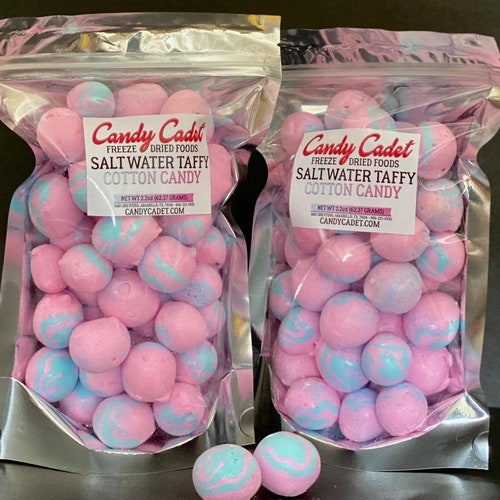 Candy Cadet
FREEZE DRIED FOODS
SALT WATER TAFFY
COTTON CANDY
NET WT 2.2oz (62.37 GRAMS)
CANDYCADET.COM
Candy Cadet
FREEZE DRIED FOODS
SALT WATER TAFFY
COTTON CANDY
NET WT 2.2oz (62.37 GRAMS)
CANDYCADET.COM